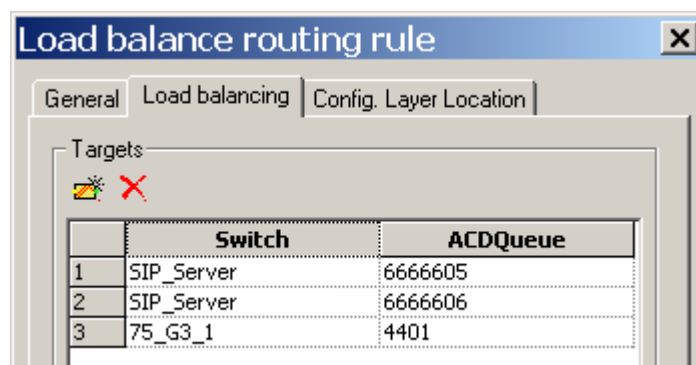 Load balance routing rule
General Load balancing Config. Layer Location
Targets
Switch ACDQueue
1 SIP_Server 6666605
2 SIP_Server 6666606
3 75_G3_1 4401